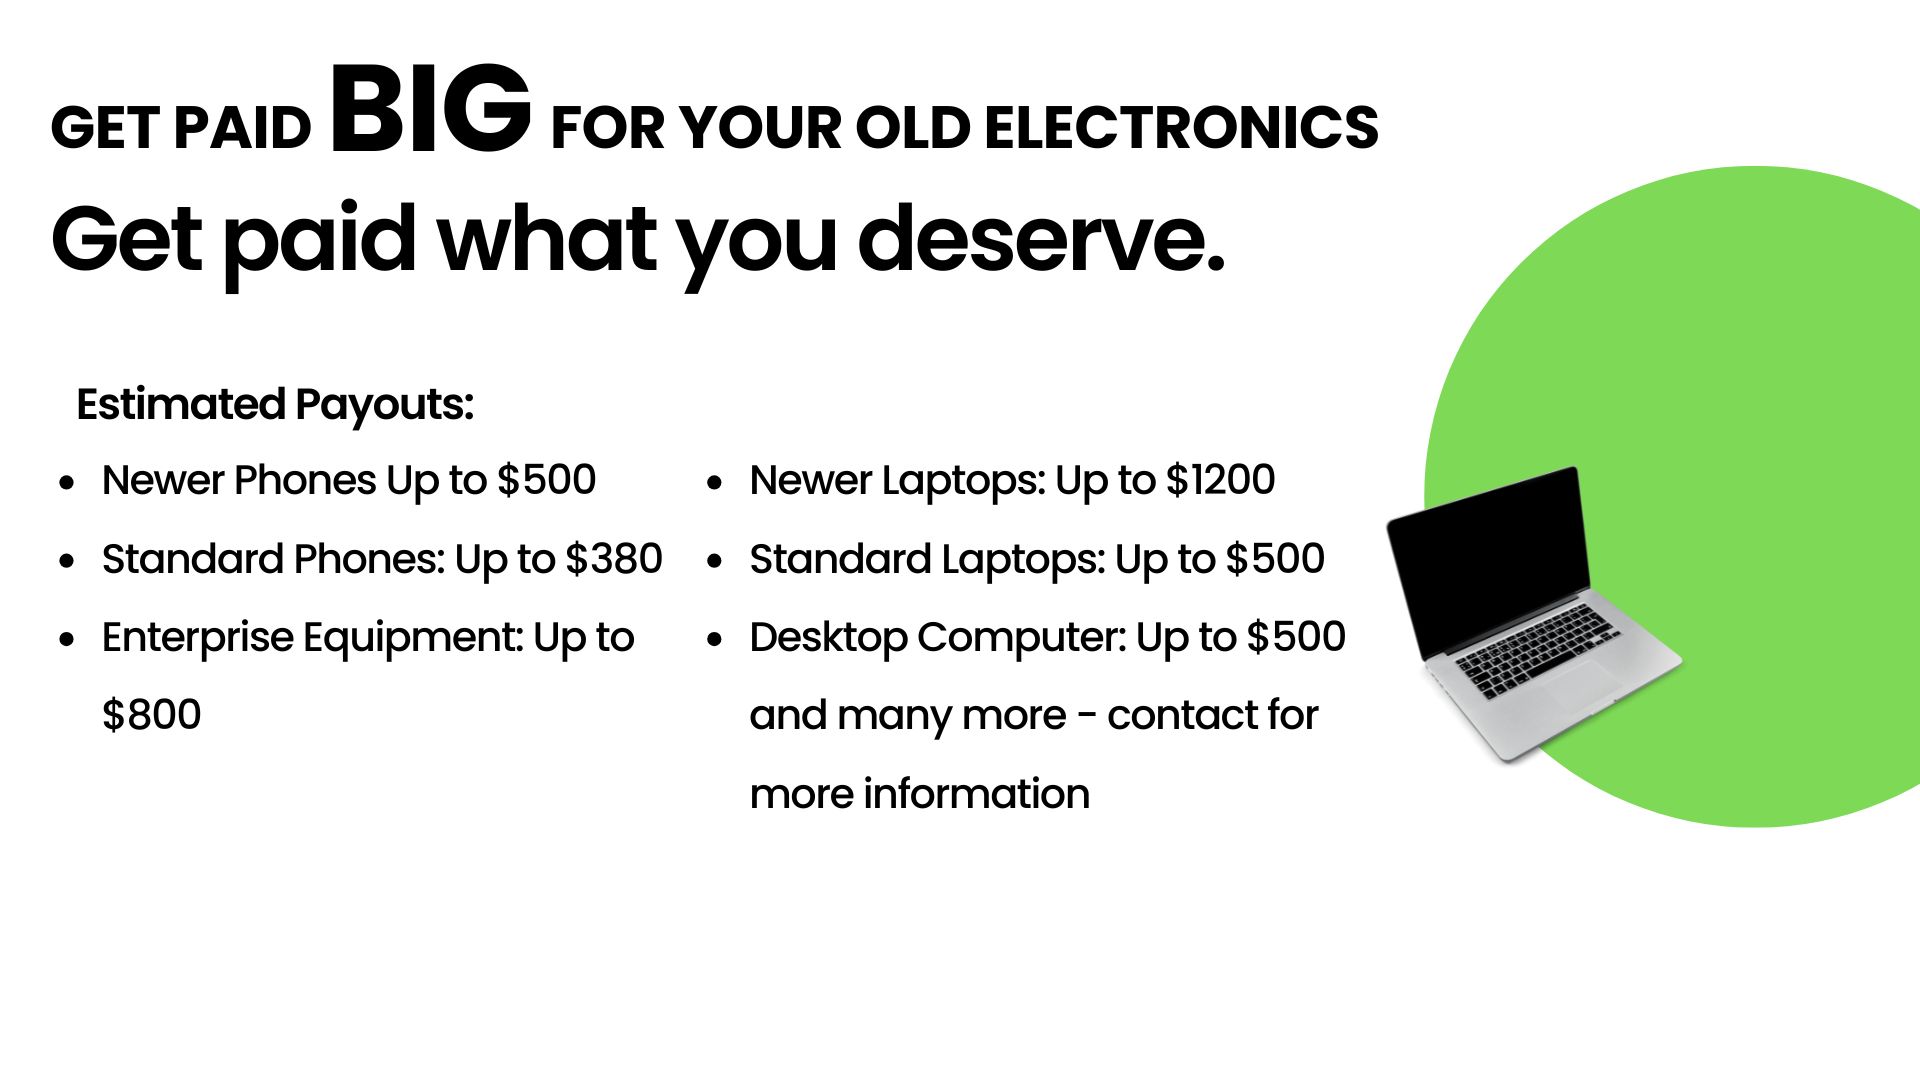 GET PAID BIG FOR YOUR OLD ELECTRONICS
Get paid what you deserve.
Estimated Payouts:
• Newer Phones Up to $500
• Standard Phones: Up to $380
• Enterprise Equipment: Up to
$800
• Newer Laptops: Up to $1200
• Standard Laptops: Up to $500
• Desktop Computer: Up to $500
and many more - contact for
more information